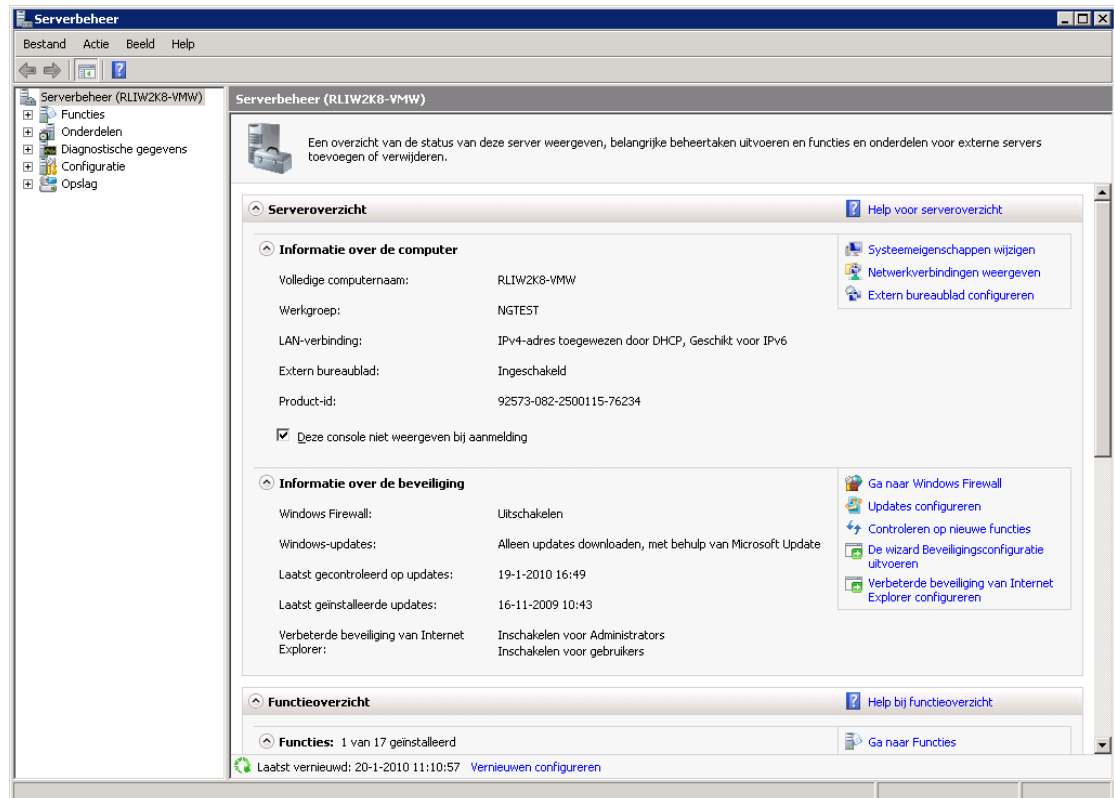 Serverbeheer
Bestand Actie Beeld Help
Serverbeheer (RLIW2K8-VMW)
Functies
Onderdelen
Diagnostische gegevens
Configuratie
Opslag
Serverbeheer (RLIW2K8-VMW)
Een overzicht van de status van deze server weergeven, belangrijke beheertaken uitvoeren en functies en onderdelen voor externe servers
toevoegen of verwijderen.
Serveroverzicht
Help voor serveroverzicht
Informatie over de computer
Volledige computernaam: RLIW2K8-VMW
Werkgroep: NGTEST
LAN-verbinding: IPv4-adres toegewezen door DHCP, Geschikt voor IPv6
Extern bureaublad: Ingeschakeld
Product-id: 92573-082-2500115-76234
Deze console niet weergeven bij aanmelding
Systeemeigenschappen wijzigen
Netwerkverbindingen weergeven
Extern bureaublad configureren
Informatie over de beveiliging
Windows Firewall: Uitschakelen
Windows-updates: Alleen updates downloaden, met behulp van Microsoft Update
Laatst gecontroleerd op updates: 19-1-2010 16:49
Laatst geïnstalleerde updates: 16-11-2009 10:43
Verbeterde beveiliging van Internet Inschakelen voor Administrators
Explorer: Inschakelen voor gebruikers
Ga naar Windows Firewall
Updates configureren
Controleren op nieuwe functies
De wizard Beveiligingsconfiguratie
uitvoeren
Verbeterde beveiliging van Internet
Explorer configureren
Functieoverzicht
Help bij functieoverzicht
Functies: 1 van 17 geïnstalleerd
Ga naar Functies
Laatst vernieuwd: 20-1-2010 11:10:57 Vernieuwen configureren